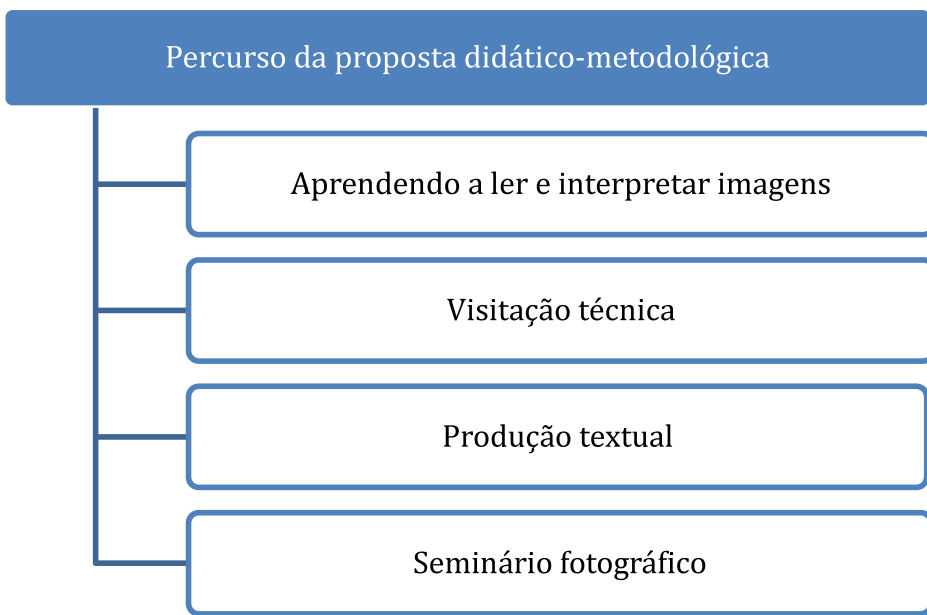 Percurso da proposta didático-metodológica
Aprendendo a ler e interpretar imagens
Visitação técnica
Produção textual
Seminário fotográfico